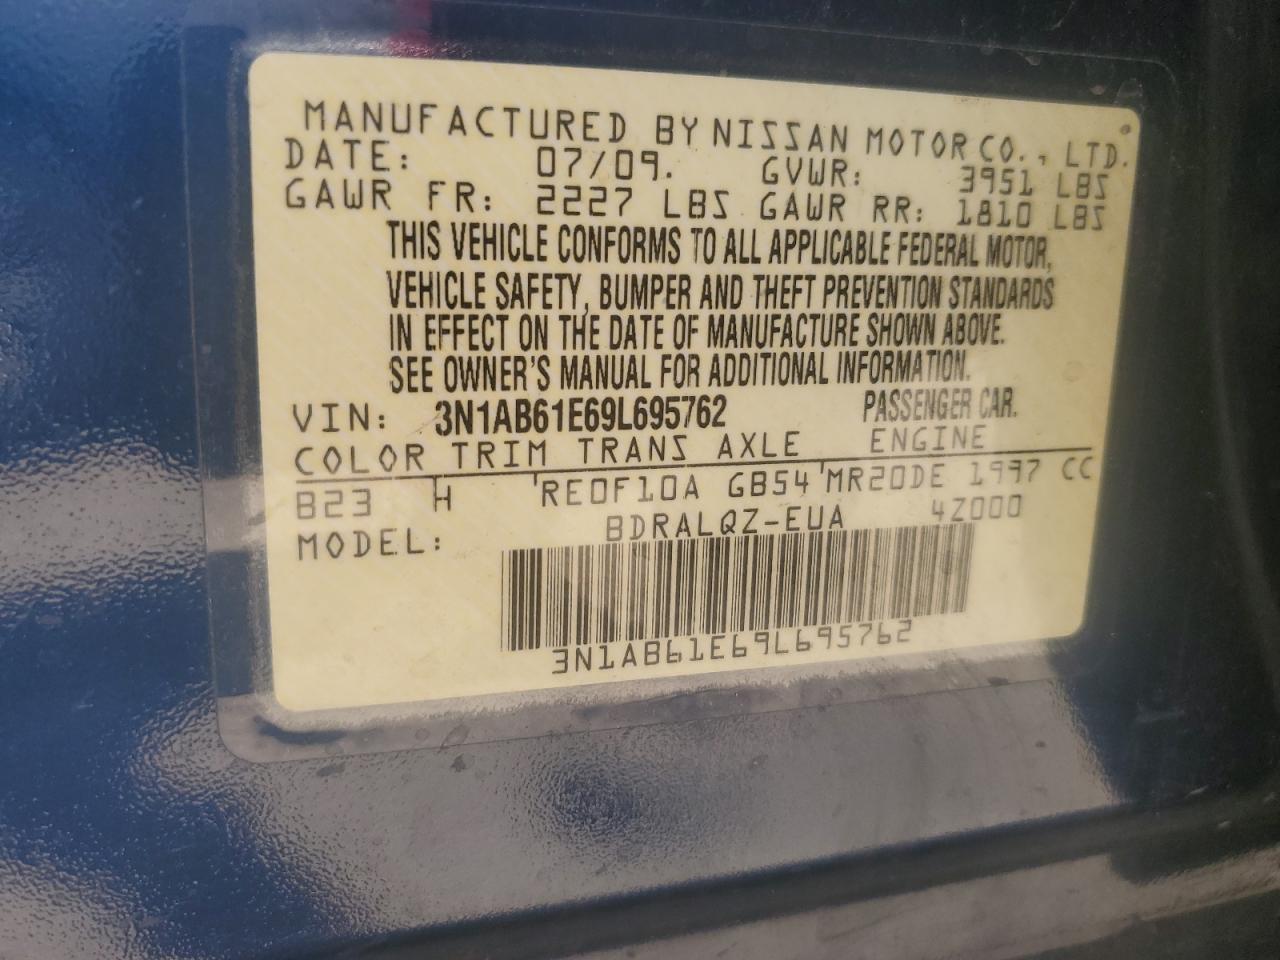 MANUFACTURED BY NISSAN MOTOR CO., LTD.
DATE: 07/09. GVWR: 3951 LBS
GAWR FR: 2227 LBS GAWR RR: 1810 LBS
THIS VEHICLE CONFORMS TO ALL APPLICABLE FEDERAL MOTOR,
VEHICLE SAFETY, BUMPER AND THEFT PREVENTION STANDARDS
IN EFFECT ON THE DATE OF MANUFACTURE SHOWN ABOVE.
SEE OWNER'S MANUAL FOR ADDITIONAL INFORMATION.
VIN: 3N1AB61E69L695762 PASSENGER CAR.
COLOR TRIM TRANS AXLE ENGINE
B23 H RE0F10A GB54 MR20DE 1997 CC
MODEL: BDRALQZ-EUA 4Z000
3N1AB61E69L695762